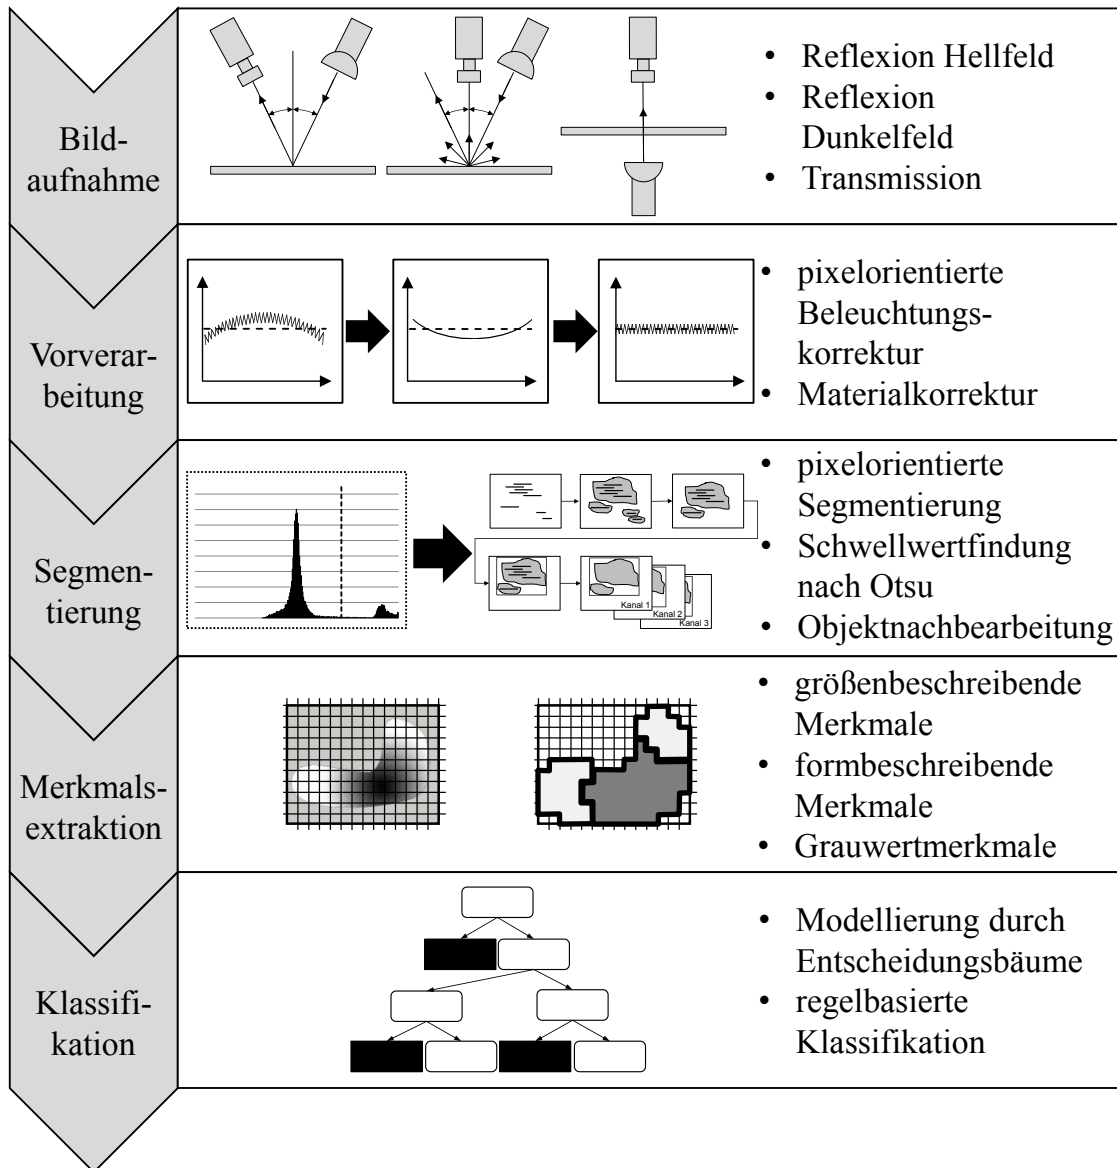 Bild-
aufnahme
• Reflexion Hellfeld
• Reflexion
Dunkelfeld
• Transmission
Vorverar-
beitung
• pixelorientierte
Beleuchtungs-
korrektur
• Materialkorrektur
Segmen-
tierung
Kanal 1
Kanal 2
Kanal 3
• pixelorientierte
Segmentierung
• Schwellwertfindung
nach Otsu
• Objektnachbearbeitung
Merkmals-
extraktion
• größenbeschreibende
Merkmale
• formbeschreibende
Merkmale
• Grauwertmerkmale
Klassifi-
kation
• Modellierung durch
Entscheidungsbäume
• regelbasierte
Klassifikation